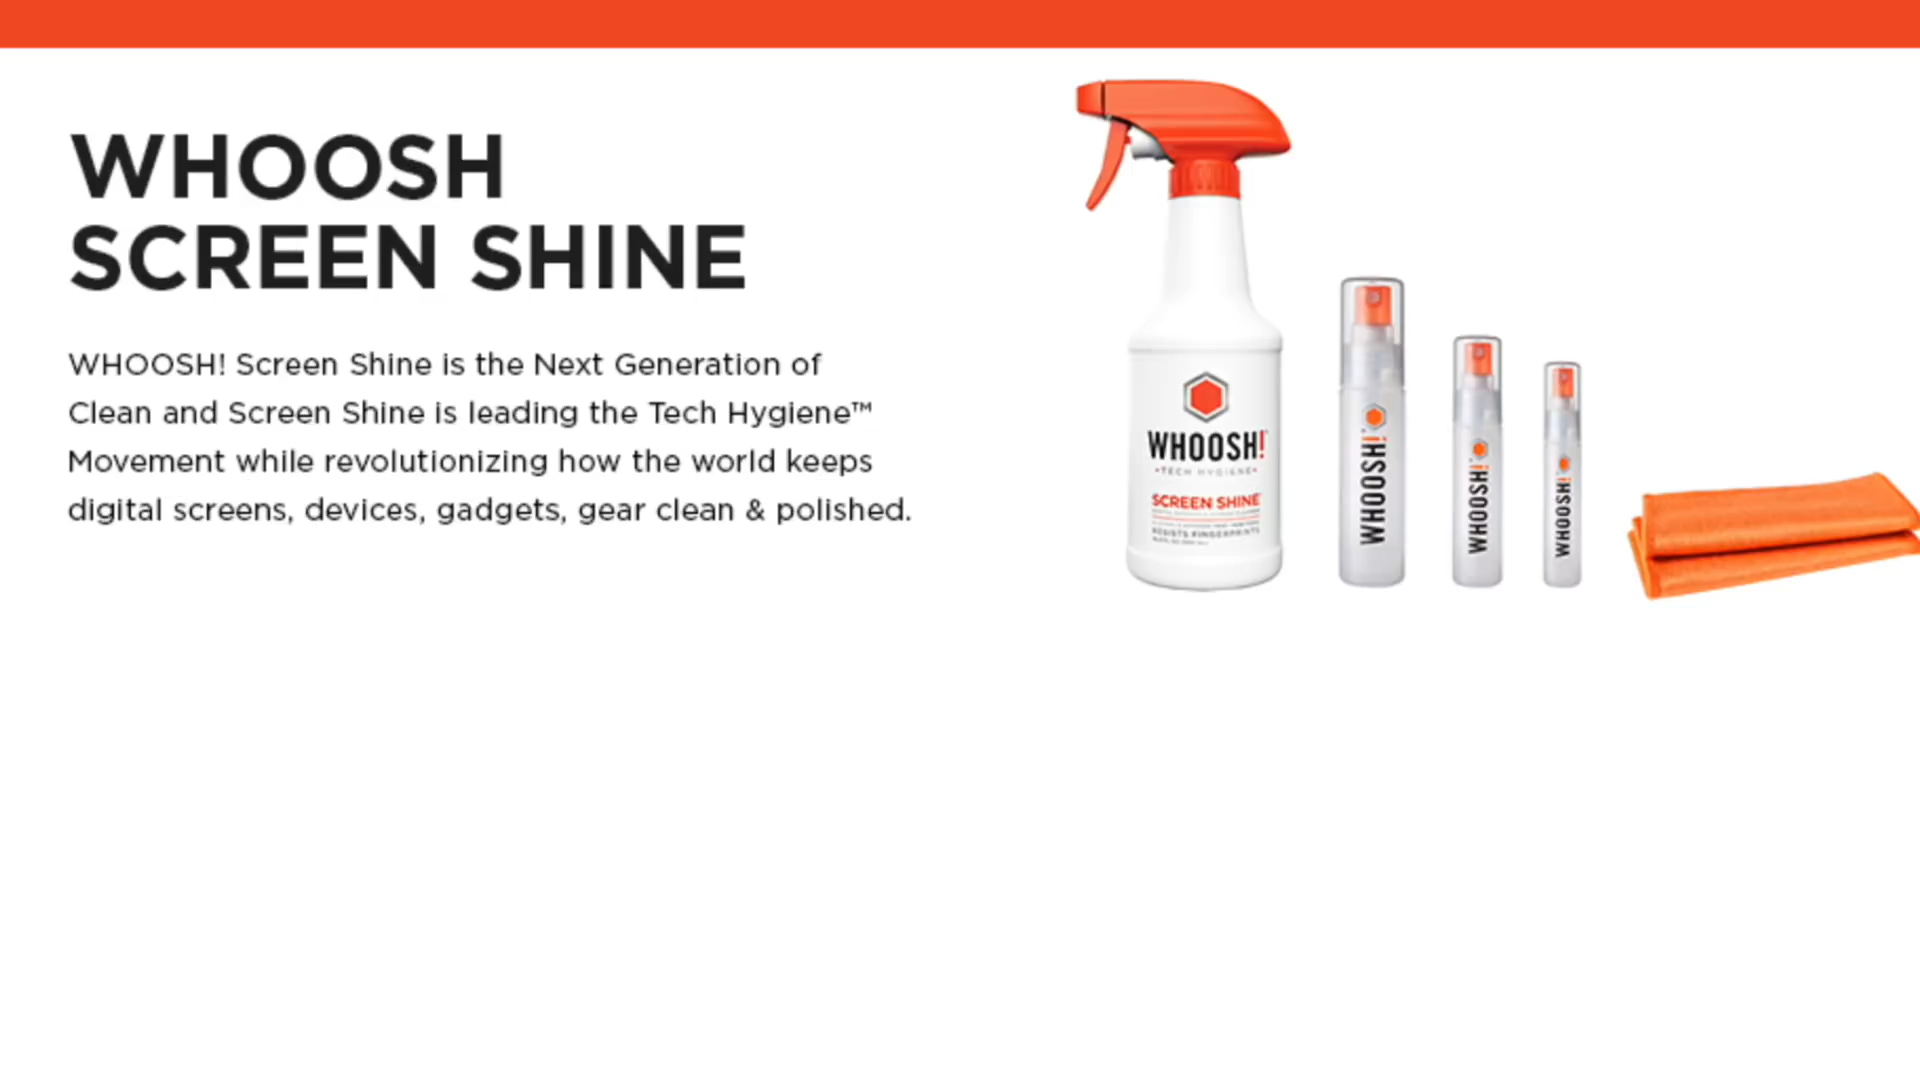 WHOOSH
SCREEN SHINE
WHOOSH! Screen Shine is the Next Generation of
Clean and Screen Shine is leading the Tech Hygiene™
Movement while revolutionizing how the world keeps
digital screens, devices, gadgets, gear clean & polished.
WHOOSH!
TECH HYGIENE
SCREEN SHINE
RESISTS FINGERPRINTS
WHOOSH!
WHOOSH!
WHOOSH!